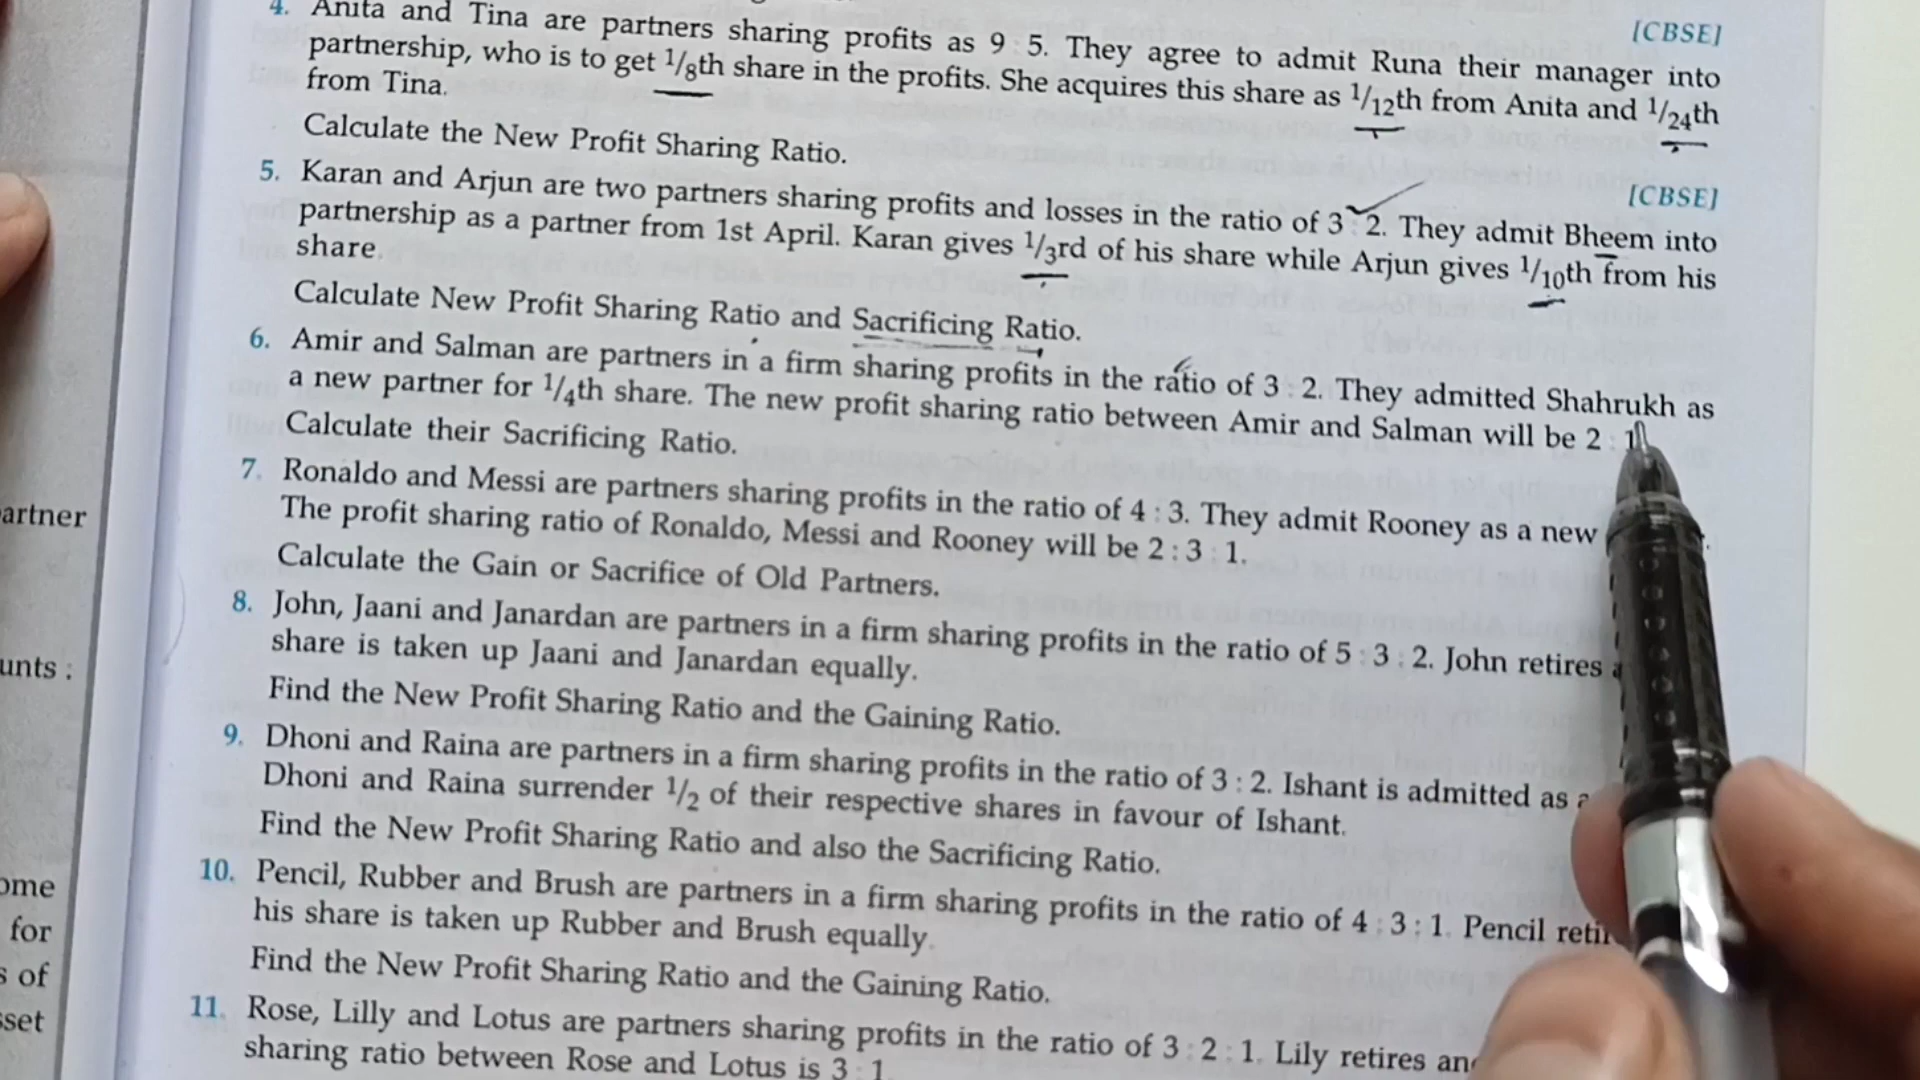 4. Anita and Tina are partners sharing profits as 9 : 5. They agree to admit Runa their manager into
[CBSE]
partnership, who is to get 1/8th share in the profits. She acquires this share as 1/12th from Anita and 1/24th
from Tina.
Calculate the New Profit Sharing Ratio.
[CBSE]
5. Karan and Arjun are two partners sharing profits and losses in the ratio of 3 : 2. They admit Bheem into
partnership as a partner from 1st April. Karan gives 1/3rd of his share while Arjun gives 1/10th from his
share.
Calculate New Profit Sharing Ratio and Sacrificing Ratio.
6. Amir and Salman are partners in a firm sharing profits in the ratio of 3 : 2. They admitted Shahrukh as
a new partner for 1/4th share. The new profit sharing ratio between Amir and Salman will be 2 : 1
Calculate their Sacrificing Ratio.
7. Ronaldo and Messi are partners sharing profits in the ratio of 4 : 3. They admit Rooney as a new
The profit sharing ratio of Ronaldo, Messi and Rooney will be 2 : 3 : 1.
Calculate the Gain or Sacrifice of Old Partners.
8. John, Jaani and Janardan are partners in a firm sharing profits in the ratio of 5 : 3 : 2. John retires
share is taken up Jaani and Janardan equally.
Find the New Profit Sharing Ratio and the Gaining Ratio.
9. Dhoni and Raina are partners in a firm sharing profits in the ratio of 3 : 2. Ishant is admitted as
Dhoni and Raina surrender 1/2 of their respective shares in favour of Ishant.
Find the New Profit Sharing Ratio and also the Sacrificing Ratio.
10. Pencil, Rubber and Brush are partners in a firm sharing profits in the ratio of 4 : 3 : 1. Pencil reti
his share is taken up Rubber and Brush equally.
Find the New Profit Sharing Ratio and the Gaining Ratio.
11. Rose, Lilly and Lotus are partners sharing profits in the ratio of 3 : 2 : 1. Lily retires an
sharing ratio between Rose and Lotus is 3 : 1.
artner
unts :
ome
for
s of
sset